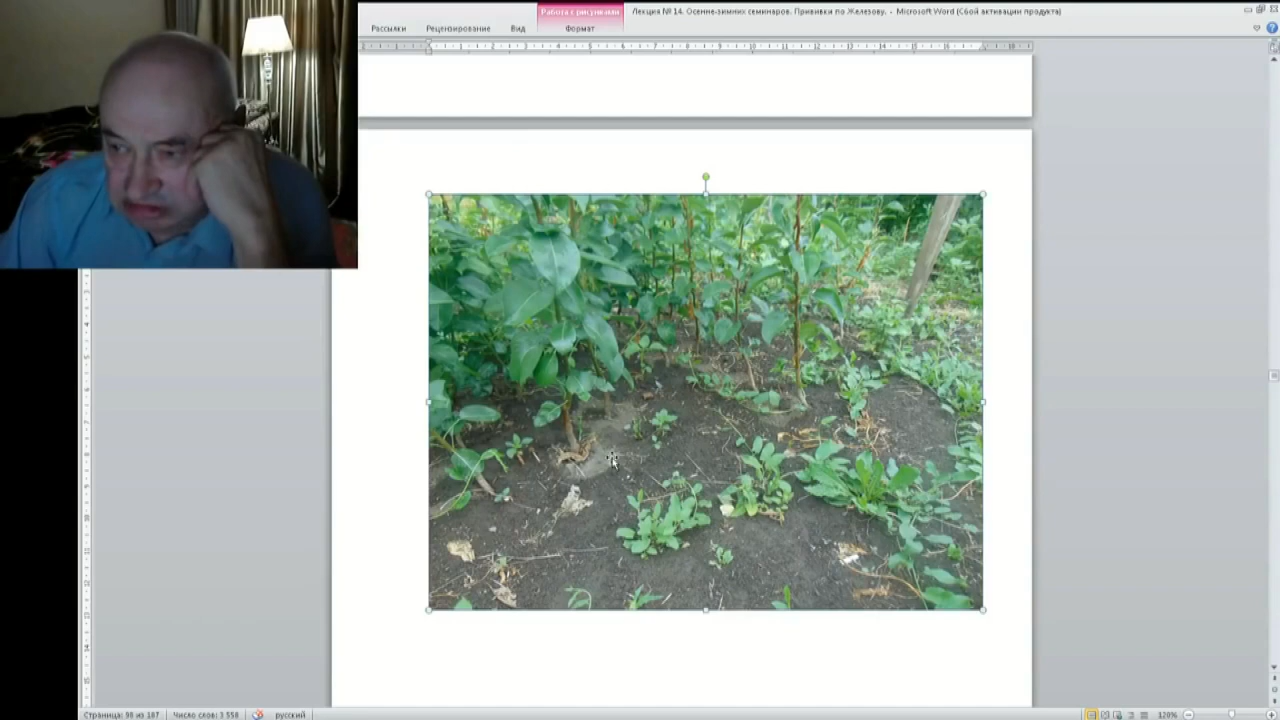 Работа с рисунками
Лекция № 14. Осенне-зимних семинаров. Прививки по Железову. - Microsoft Word (Сбой активации продукта)
Рассылки Рецензирование Вид Формат
Страница: 98 из 187 Число слов: 3 558 русский 120%